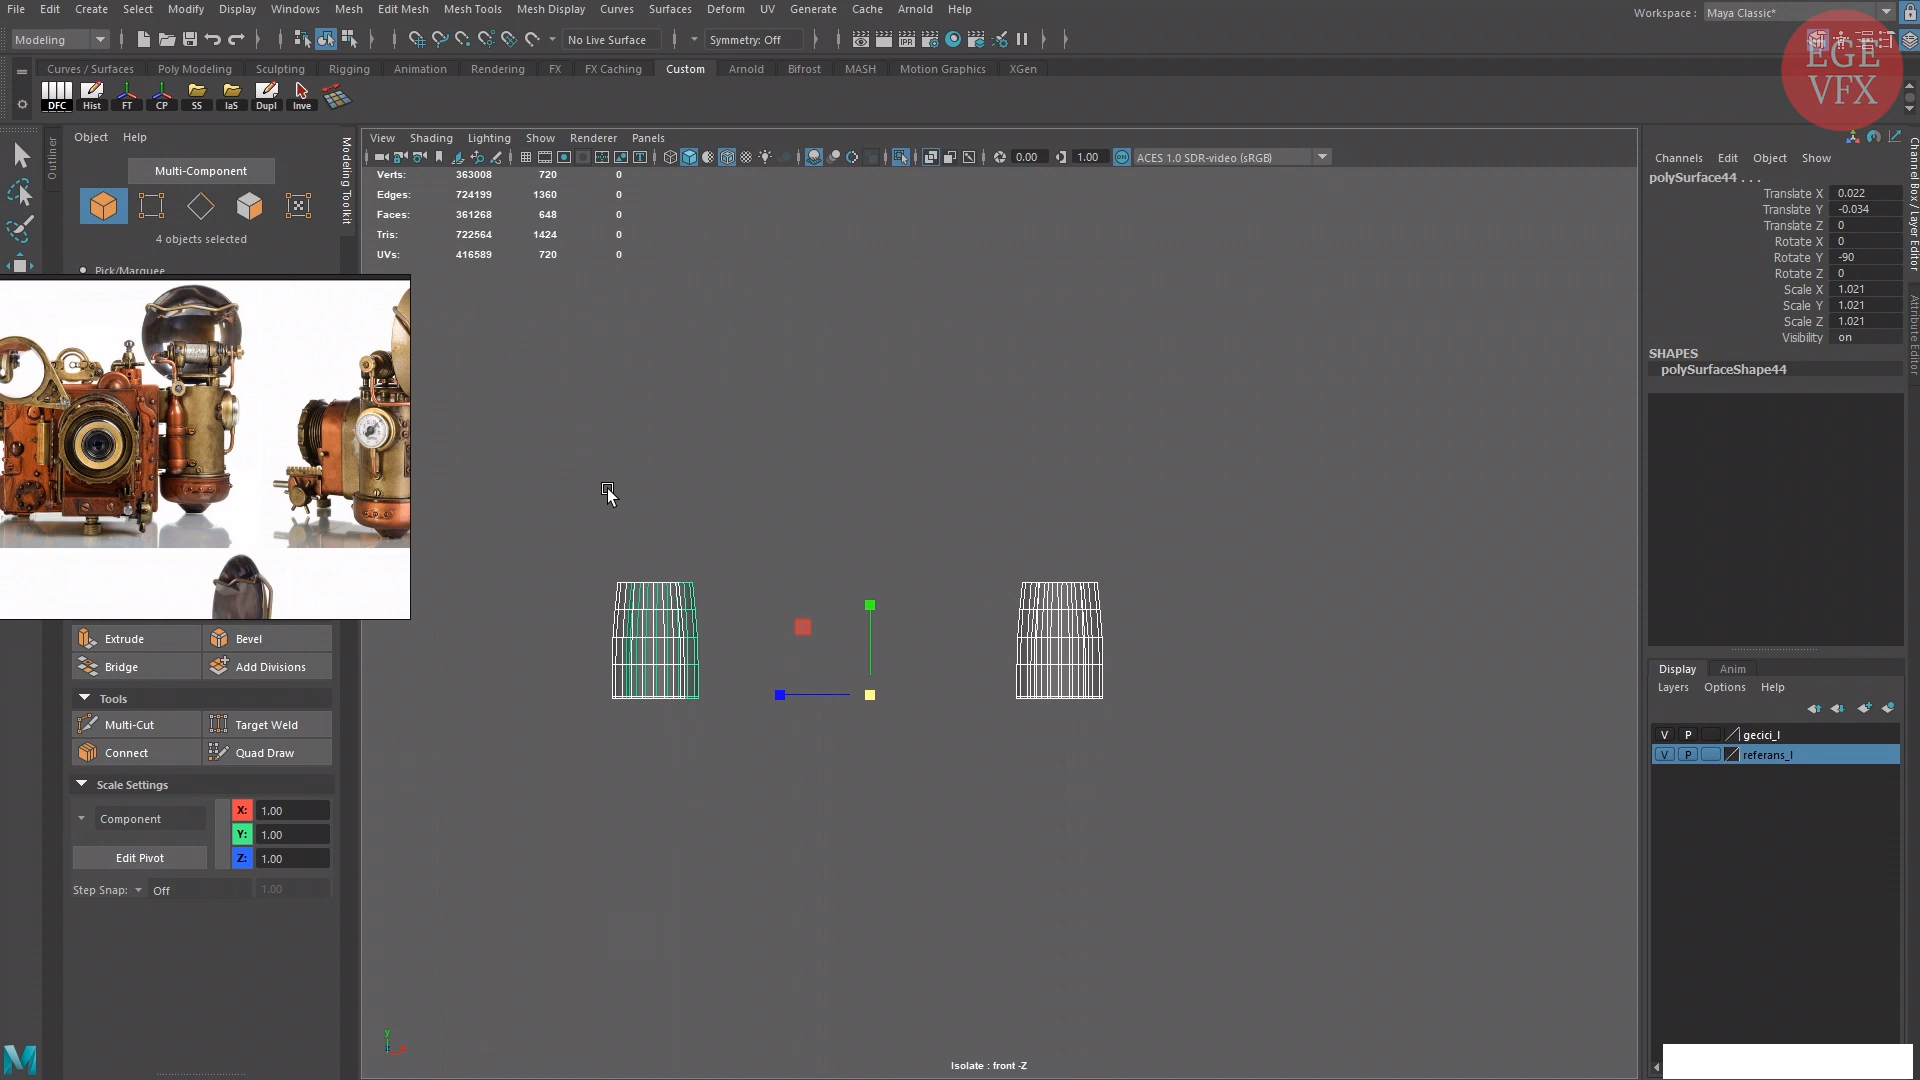 File Edit Create Select Modify Display Windows Mesh Edit Mesh Mesh Tools Mesh Display Curves Surfaces Deform UV Generate Cache Arnold Help
Workspace : Maya Classic*
Modeling No Live Surface Symmetry: Off
EGE
VFX
Curves / Surfaces Poly Modeling Sculpting Rigging Animation Rendering FX FX Caching Custom Arnold Bifrost MASH Motion Graphics XGen
DFC Hist FT CP SS IaS Dupl Inve
Object Help
Outliner
Modeling Toolkit
Multi-Component
4 objects selected
Pick/Marquee
View Shading Lighting Show Renderer Panels
0.00 1.00 ACES 1.0 SDR-video (sRGB)
Verts: 363008 720 0
Edges: 724199 1360 0
Faces: 361268 648 0
Tris: 722564 1424 0
UVs: 416589 720 0
Extrude Bevel
Bridge Add Divisions
Tools
Multi-Cut Target Weld
Connect Quad Draw
Scale Settings
Component
X: 1.00
Y: 1.00
Z: 1.00
Edit Pivot
Step Snap: Off 1.00
y
Isolate : front -Z
Channels Edit Object Show
polySurface44 . . .
Translate X 0.022
Translate Y -0.034
Translate Z 0
Rotate X 0
Rotate Y -90
Rotate Z 0
Scale X 1.021
Scale Y 1.021
Scale Z 1.021
Visibility on
SHAPES
polySurfaceShape44
Channel Box / Layer Editor
Attribute Editor
Display Anim
Layers Options Help
V P gecici_l
V P referans_l
M